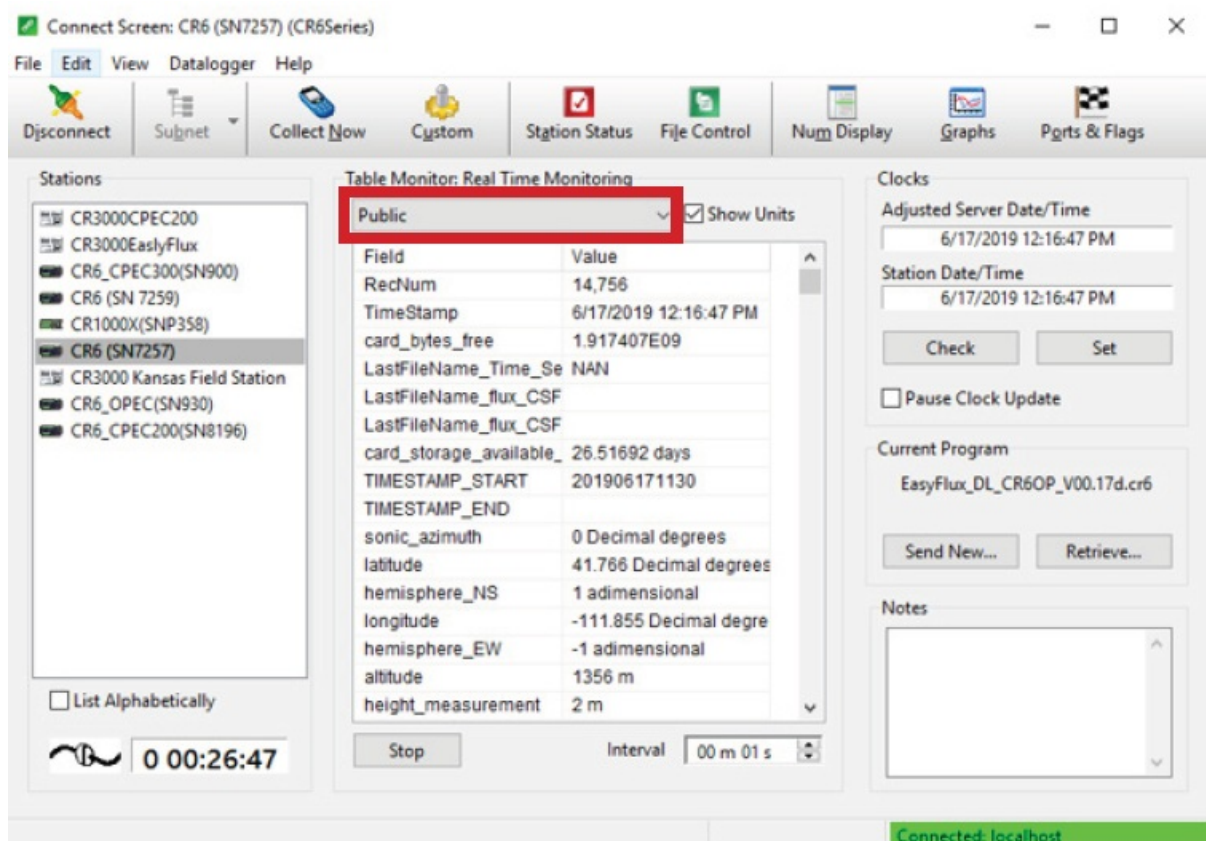 Connect Screen: CR6 (SN7257) (CR6Series)
File Edit View Datalogger Help
Disconnect Subnet Collect Now Custom Station Status File Control Num Display Graphs Ports & Flags
Stations
CR3000CPEC200
CR3000EaslyFlux
CR6_CPEC300(SN900)
CR6 (SN 7259)
CR1000X(SNP358)
CR6 (SN7257)
CR3000 Kansas Field Station
CR6_OPEC(SN930)
CR6_CPEC200(SN8196)
List Alphabetically
0 00:26:47
Table Monitor: Real Time Monitoring
Public Show Units
Field Value
RecNum 14,756
TimeStamp 6/17/2019 12:16:47 PM
card_bytes_free 1.917407E09
LastFileName_Time_Se NAN
LastFileName_flux_CSF
LastFileName_flux_CSF
card_storage_available_ 26.51692 days
TIMESTAMP_START 201906171130
TIMESTAMP_END
sonic_azimuth 0 Decimal degrees
latitude 41.766 Decimal degrees
hemisphere_NS 1 adimensional
longitude -111.855 Decimal degre
hemisphere_EW -1 adimensional
altitude 1356 m
height_measurement 2 m
Stop Interval 00 m 01 s
Clocks
Adjusted Server Date/Time
6/17/2019 12:16:47 PM
Station Date/Time
6/17/2019 12:16:47 PM
Check Set
Pause Clock Update
Current Program
EasyFlux_DL_CR6OP_V00.17d.cr6
Send New... Retrieve...
Notes
Connected: localhost